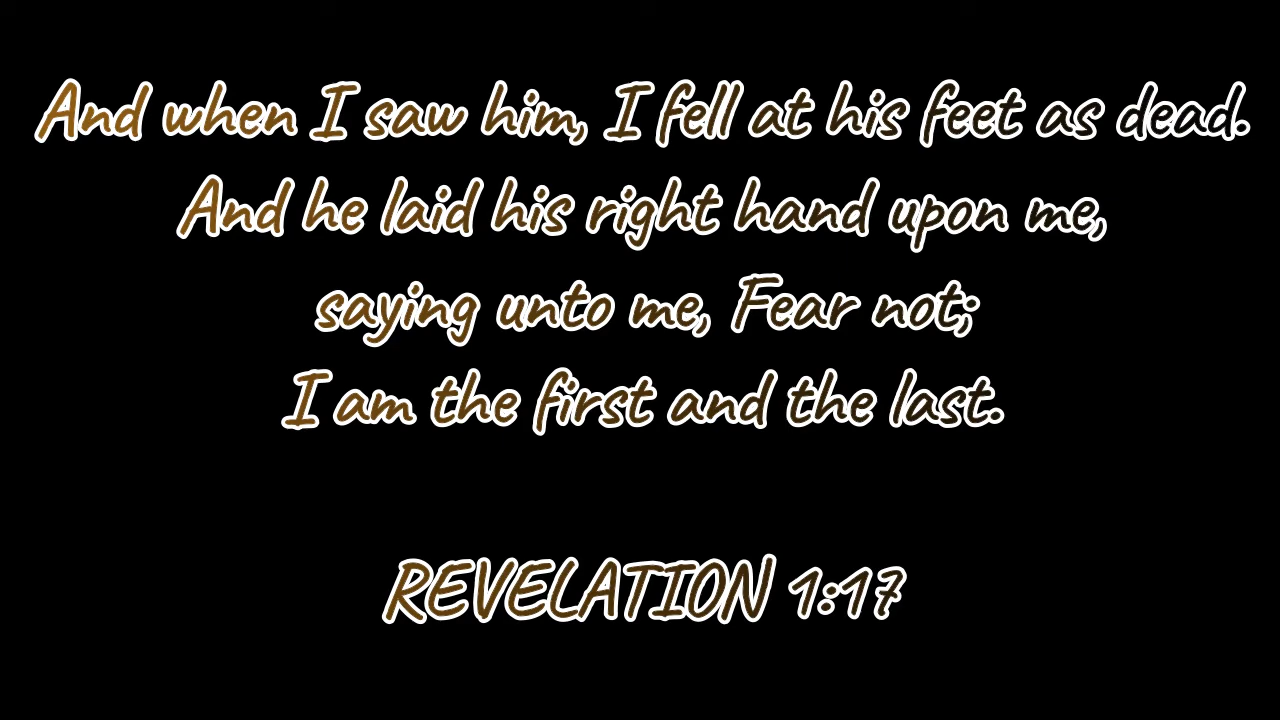 And when I saw him, I fell at his feet as dead.
And he laid his right hand upon me,
saying unto me, Fear not;
I am the first and the last.
REVELATION 1:17